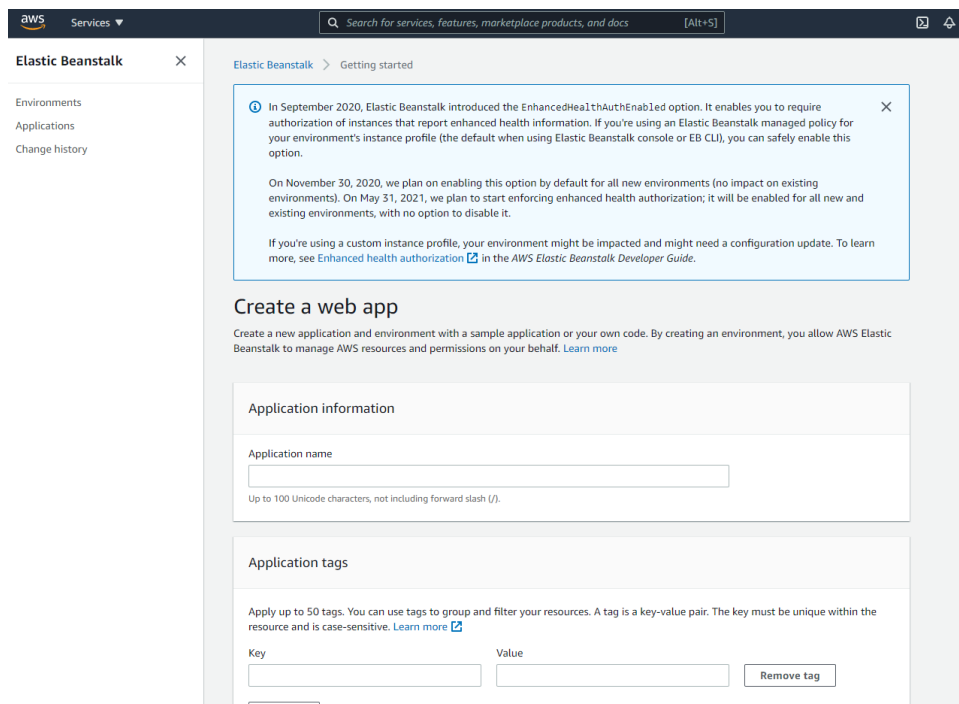 aws Services ▼ Search for services, features, marketplace products, and docs [Alt+S]
Elastic Beanstalk
Environments
Applications
Change history
Elastic Beanstalk > Getting started
In September 2020, Elastic Beanstalk introduced the EnhancedHealthAuthEnabled option. It enables you to require
authorization of instances that report enhanced health information. If you're using an Elastic Beanstalk managed policy for
your environment's instance profile (the default when using Elastic Beanstalk console or EB CLI), you can safely enable this
option.
On November 30, 2020, we plan on enabling this option by default for all new environments (no impact on existing
environments). On May 31, 2021, we plan to start enforcing enhanced health authorization; it will be enabled for all new and
existing environments, with no option to disable it.
If you're using a custom instance profile, your environment might be impacted and might need a configuration update. To learn
more, see Enhanced health authorization in the AWS Elastic Beanstalk Developer Guide.
Create a web app
Create a new application and environment with a sample application or your own code. By creating an environment, you allow AWS Elastic
Beanstalk to manage AWS resources and permissions on your behalf. Learn more
Application information
Application name
Up to 100 Unicode characters, not including forward slash (/).
Application tags
Apply up to 50 tags. You can use tags to group and filter your resources. A tag is a key-value pair. The key must be unique within the
resource and is case-sensitive. Learn more
Key Value
Remove tag